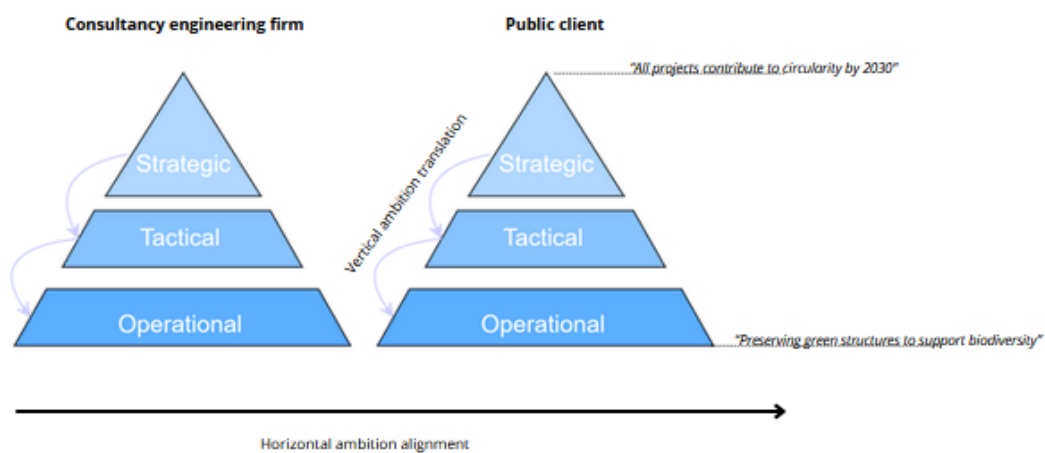 Consultancy engineering firm
Public client
"All projects contribute to circularity by 2030"
Vertical ambition translation
Strategic
Strategic
Tactical
Tactical
Operational
Operational
"Preserving green structures to support biodiversity"
Horizontal ambition alignment